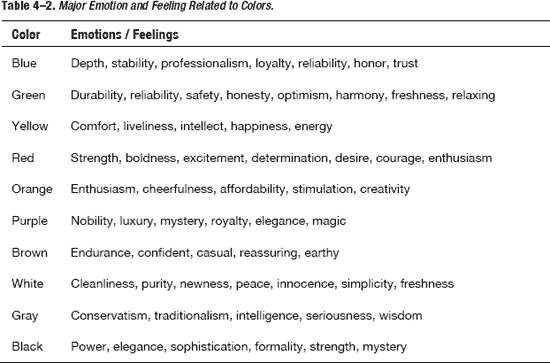 Table 4–2. Major Emotion and Feeling Related to Colors.
Color Emotions / Feelings
Blue Depth, stability, professionalism, loyalty, reliability, honor, trust
Green Durability, reliability, safety, honesty, optimism, harmony, freshness, relaxing
Yellow Comfort, liveliness, intellect, happiness, energy
Red Strength, boldness, excitement, determination, desire, courage, enthusiasm
Orange Enthusiasm, cheerfulness, affordability, stimulation, creativity
Purple Nobility, luxury, mystery, royalty, elegance, magic
Brown Endurance, confident, casual, reassuring, earthy
White Cleanliness, purity, newness, peace, innocence, simplicity, freshness
Gray Conservatism, traditionalism, intelligence, seriousness, wisdom
Black Power, elegance, sophistication, formality, strength, mystery